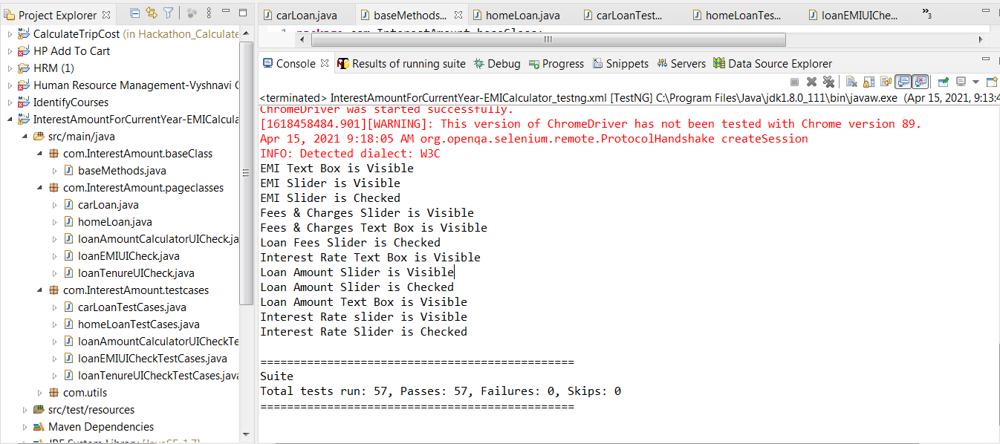 Project Explorer
CalculateTripCost (in Hackathon_Calculate
HP Add To Cart
HRM (1)
Human Resource Management-Vyshnavi C
IdentifyCourses
InterestAmountForCurrentYear-EMICalcula
src/main/java
com.InterestAmount.baseClass
baseMethods.java
com.InterestAmount.pageclasses
carLoan.java
homeLoan.java
loanAmountCalculatorUICheck.ja
loanEMIUICheck.java
loanTenureUICheck.java
com.InterestAmount.testcases
carLoanTestCases.java
homeLoanTestCases.java
loanAmountCalculatorUICheckTe
loanEMIUICheckTestCases.java
loanTenureUICheckTestCases.java
com.utils
src/test/resources
Maven Dependencies
JRE System Library [JavaSE-1.7]
carLoan.java baseMethods... homeLoan.java carLoanTest... homeLoanTes... loanEMIUIChe... »3
1 package com.InterestAmount.baseClass;
Console Results of running suite Debug Progress Snippets Servers Data Source Explorer
<terminated> InterestAmountForCurrentYear-EMICalculator_testng.xml [TestNG] C:\Program Files\Java\jdk1.8.0_111\bin\javaw.exe (Apr 15, 2021, 9:13:4
ChromeDriver was started successfully.
[1618458484.901][WARNING]: This version of ChromeDriver has not been tested with Chrome version 89.
Apr 15, 2021 9:18:05 AM org.openqa.selenium.remote.ProtocolHandshake createSession
INFO: Detected dialect: W3C
EMI Text Box is Visible
EMI Slider is Visible
EMI Slider is Checked
Fees & Charges Slider is Visible
Fees & Charges Text Box is Visible
Loan Fees Slider is Checked
Interest Rate Text Box is Visible
Loan Amount Slider is Visible
Loan Amount Slider is Checked
Loan Amount Text Box is Visible
Interest Rate slider is Visible
Interest Rate Slider is Checked
===============================================
Suite
Total tests run: 57, Passes: 57, Failures: 0, Skips: 0
===============================================